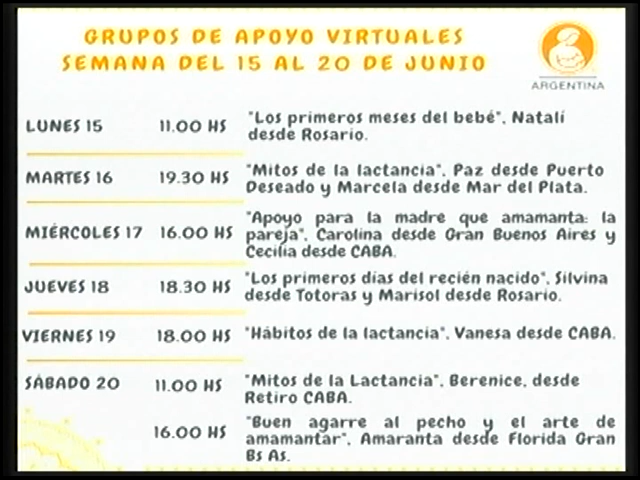 GRUPOS DE APOYO VIRTUALES
SEMANA DEL 15 AL 20 DE JUNIO
ARGENTINA
LUNES 15 11.00 HS "Los primeros meses del bebé", Natalí
desde Rosario.
MARTES 16 19.30 HS "Mitos de la lactancia", Paz desde Puerto
Deseado y Marcela desde Mar del Plata.
"Apoyo para la madre que amamanta: la
MIÉRCOLES 17 16.00 HS pareja", Carolina desde Gran Buenos Aires y
Cecilia desde CABA.
JUEVES 18 18.30 HS "Los primeros días del recién nacido", Silvina
desde Totoras y Marisol desde Rosario.
VIERNES 19 18.00 HS "Hábitos de la lactancia", Vanesa desde CABA.
SÁBADO 20 11.00 HS "Mitos de la Lactancia", Berenice, desde
Retiro CABA.
16.00 HS "Buen agarre al pecho y el arte de
amamantar", Amaranta desde Florida Gran
Bs As.